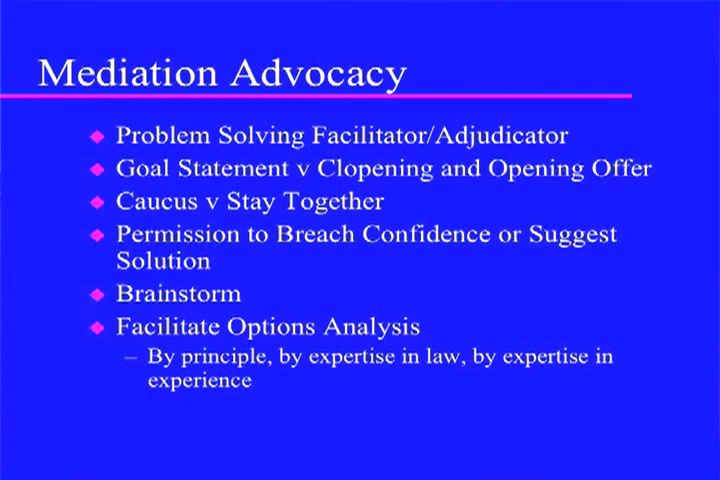 Mediation Advocacy
Problem Solving Facilitator/Adjudicator
Goal Statement v Clopening and Opening Offer
Caucus v Stay Together
Permission to Breach Confidence or Suggest
Solution
Brainstorm
Facilitate Options Analysis
– By principle, by expertise in law, by expertise in
experience